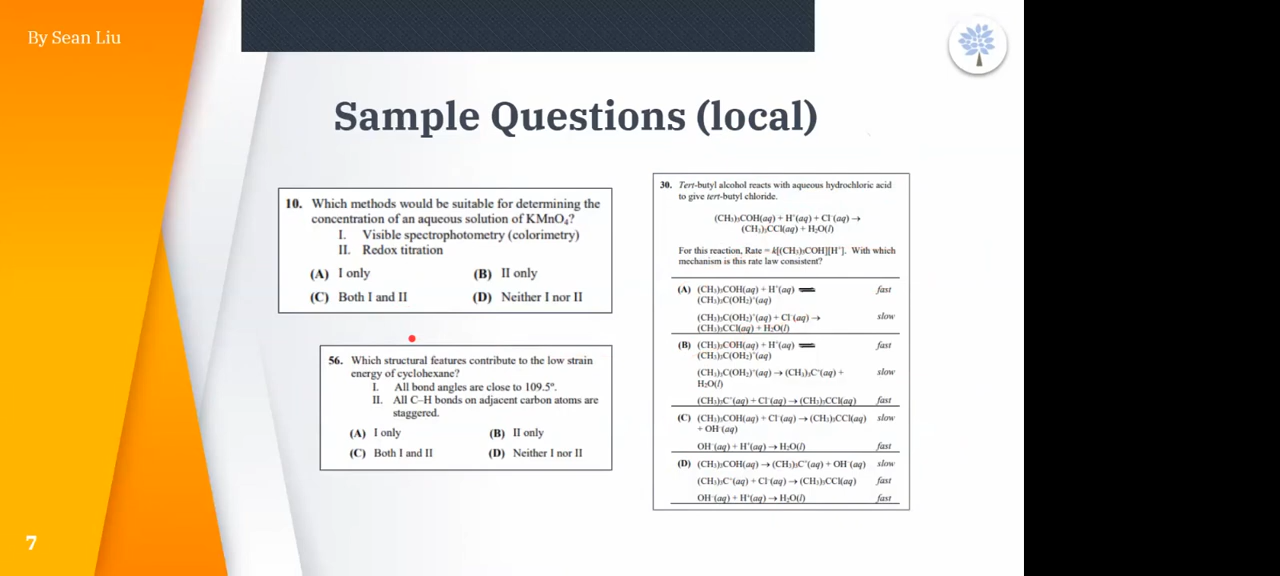 By Sean Liu
Sample Questions (local)
10. Which methods would be suitable for determining the
concentration of an aqueous solution of KMnO₄?
I. Visible spectrophotometry (colorimetry)
II. Redox titration
(A) I only (B) II only
(C) Both I and II (D) Neither I nor II
56. Which structural features contribute to the low strain
energy of cyclohexane?
I. All bond angles are close to 109.5º.
II. All C–H bonds on adjacent carbon atoms are
staggered.
(A) I only (B) II only
(C) Both I and II (D) Neither I nor II
30. Tert-butyl alcohol reacts with aqueous hydrochloric acid
to give tert-butyl chloride.
(CH₃)₃COH(aq) + H⁺(aq) + Cl⁻(aq) →
(CH₃)₃CCl(aq) + H₂O(l)
For this reaction, Rate = k[(CH₃)₃COH][H⁺]. With which
mechanism is this rate law consistent?
(A) (CH₃)₃COH(aq) + H⁺(aq) ⇌ fast
(CH₃)₃C(OH₂)⁺(aq)
(CH₃)₃C(OH₂)⁺(aq) + Cl⁻(aq) → slow
(CH₃)₃CCl(aq) + H₂O(l)
(B) (CH₃)₃COH(aq) + H⁺(aq) ⇌ fast
(CH₃)₃C(OH₂)⁺(aq)
(CH₃)₃C(OH₂)⁺(aq) → (CH₃)₃C⁺(aq) + slow
H₂O(l)
(CH₃)₃C⁺(aq) + Cl⁻(aq) → (CH₃)₃CCl(aq) fast
(C) (CH₃)₃COH(aq) + Cl⁻(aq) → (CH₃)₃CCl(aq) slow
+ OH⁻(aq)
OH⁻(aq) + H⁺(aq) → H₂O(l) fast
(D) (CH₃)₃COH(aq) → (CH₃)₃C⁺(aq) + OH⁻(aq) slow
(CH₃)₃C⁺(aq) + Cl⁻(aq) → (CH₃)₃CCl(aq) fast
OH⁻(aq) + H⁺(aq) → H₂O(l) fast
7